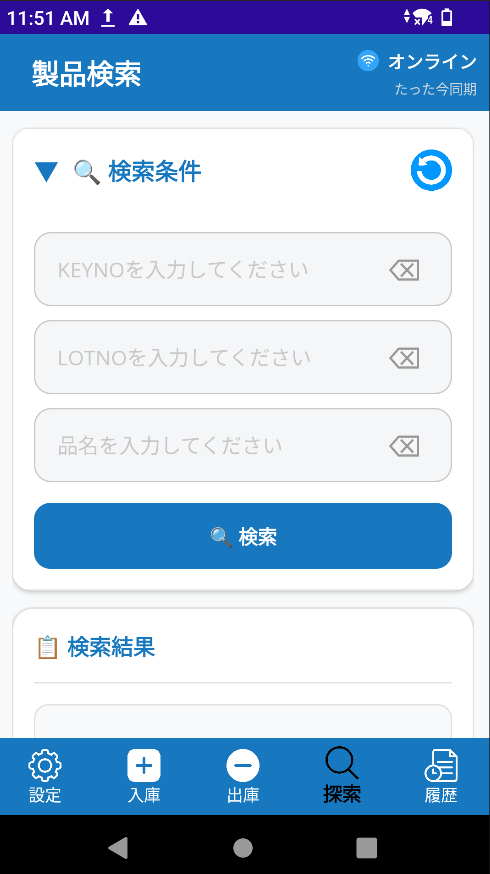 11:51 AM
4
製品検索
オンライン
たった今同期
▼ 🔍 検索条件
KEYNOを入力してください
LOTNOを入力してください
品名を入力してください
🔍 検索
📋 検索結果
設定 入庫 出庫 探索 履歴